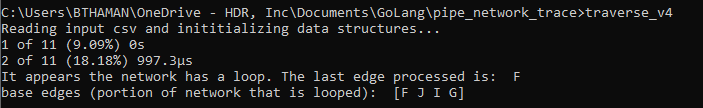 C:\Users\BTHAMAN\OneDrive - HDR, Inc\Documents\GoLang\pipe_network_trace>traverse_v4
Reading input csv and inititializing data structures...
1 of 11 (9.09%) 0s
2 of 11 (18.18%) 997.3µs
It appears the network has a loop. The last edge processed is:  F
base edges (portion of network that is looped):  [F J I G]